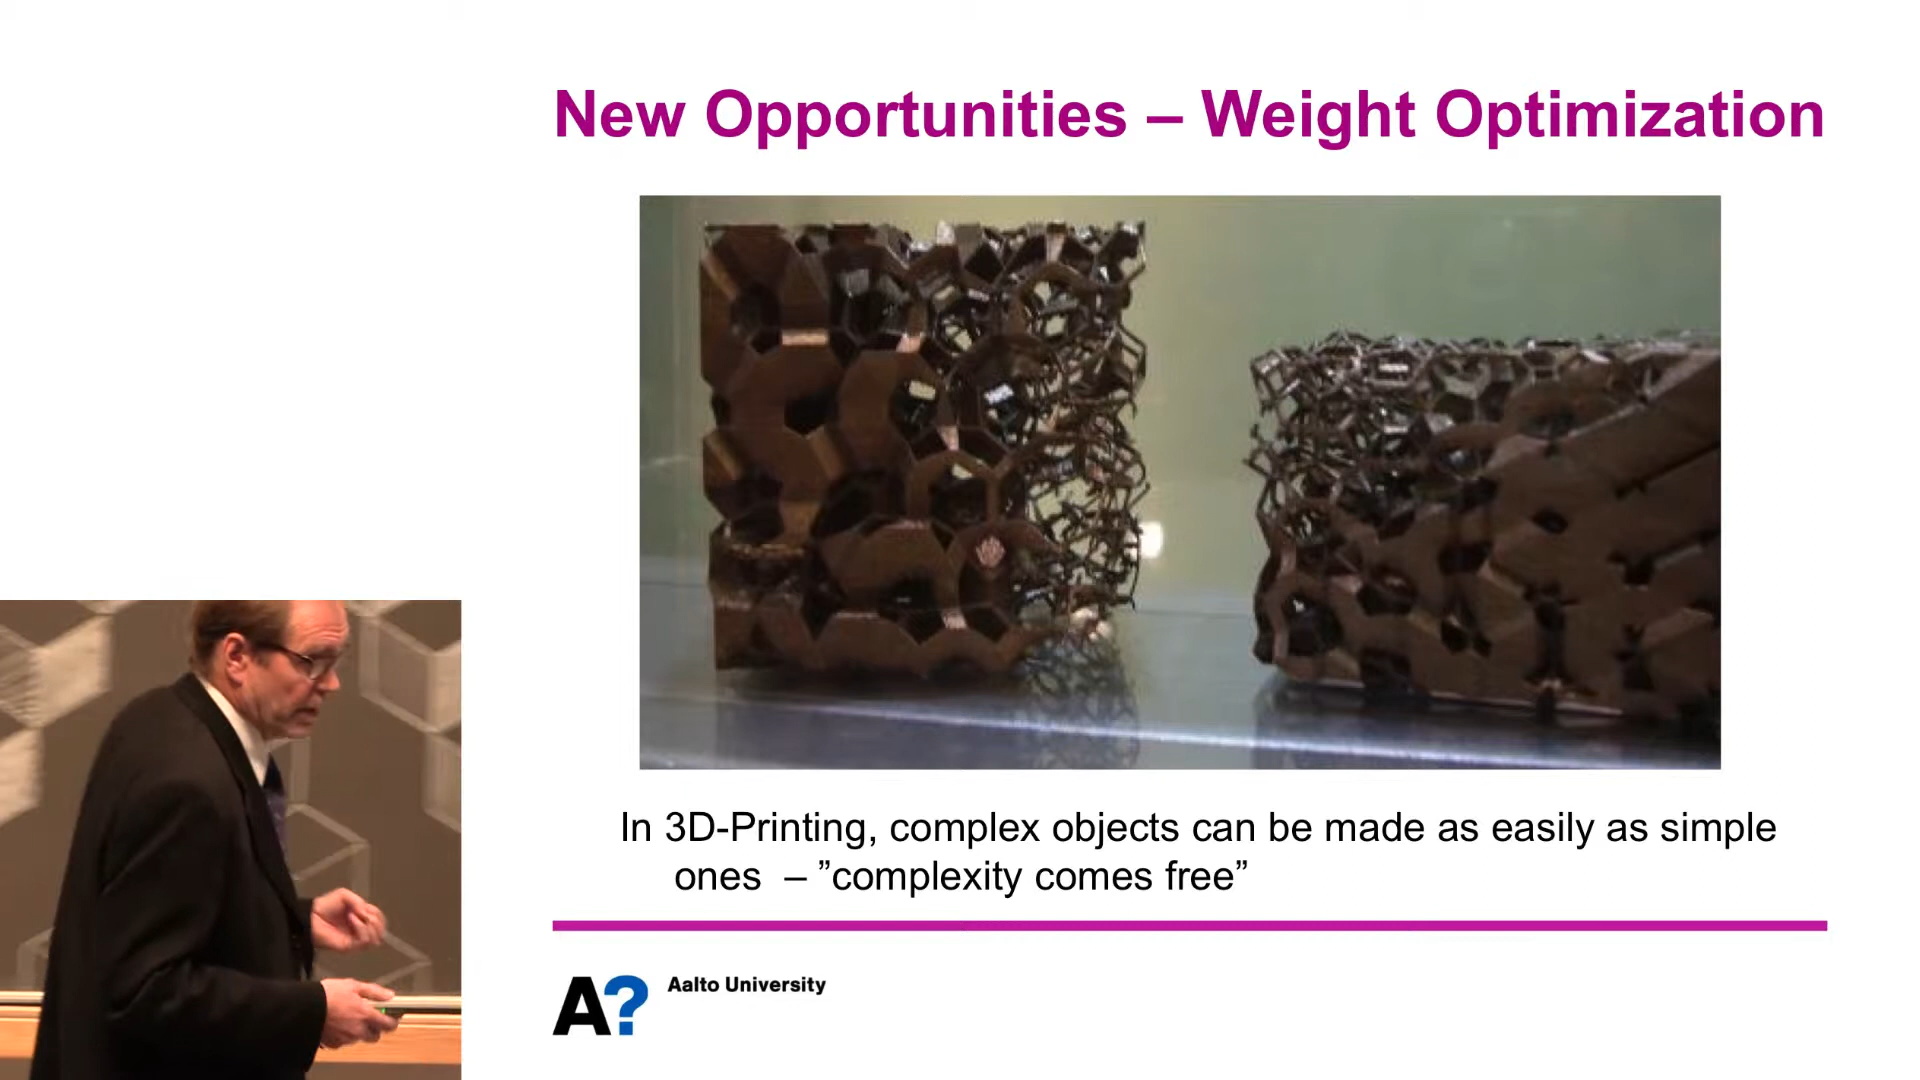 New Opportunities – Weight Optimization
In 3D-Printing, complex objects can be made as easily as simple
ones – ”complexity comes free”
A?
Aalto University